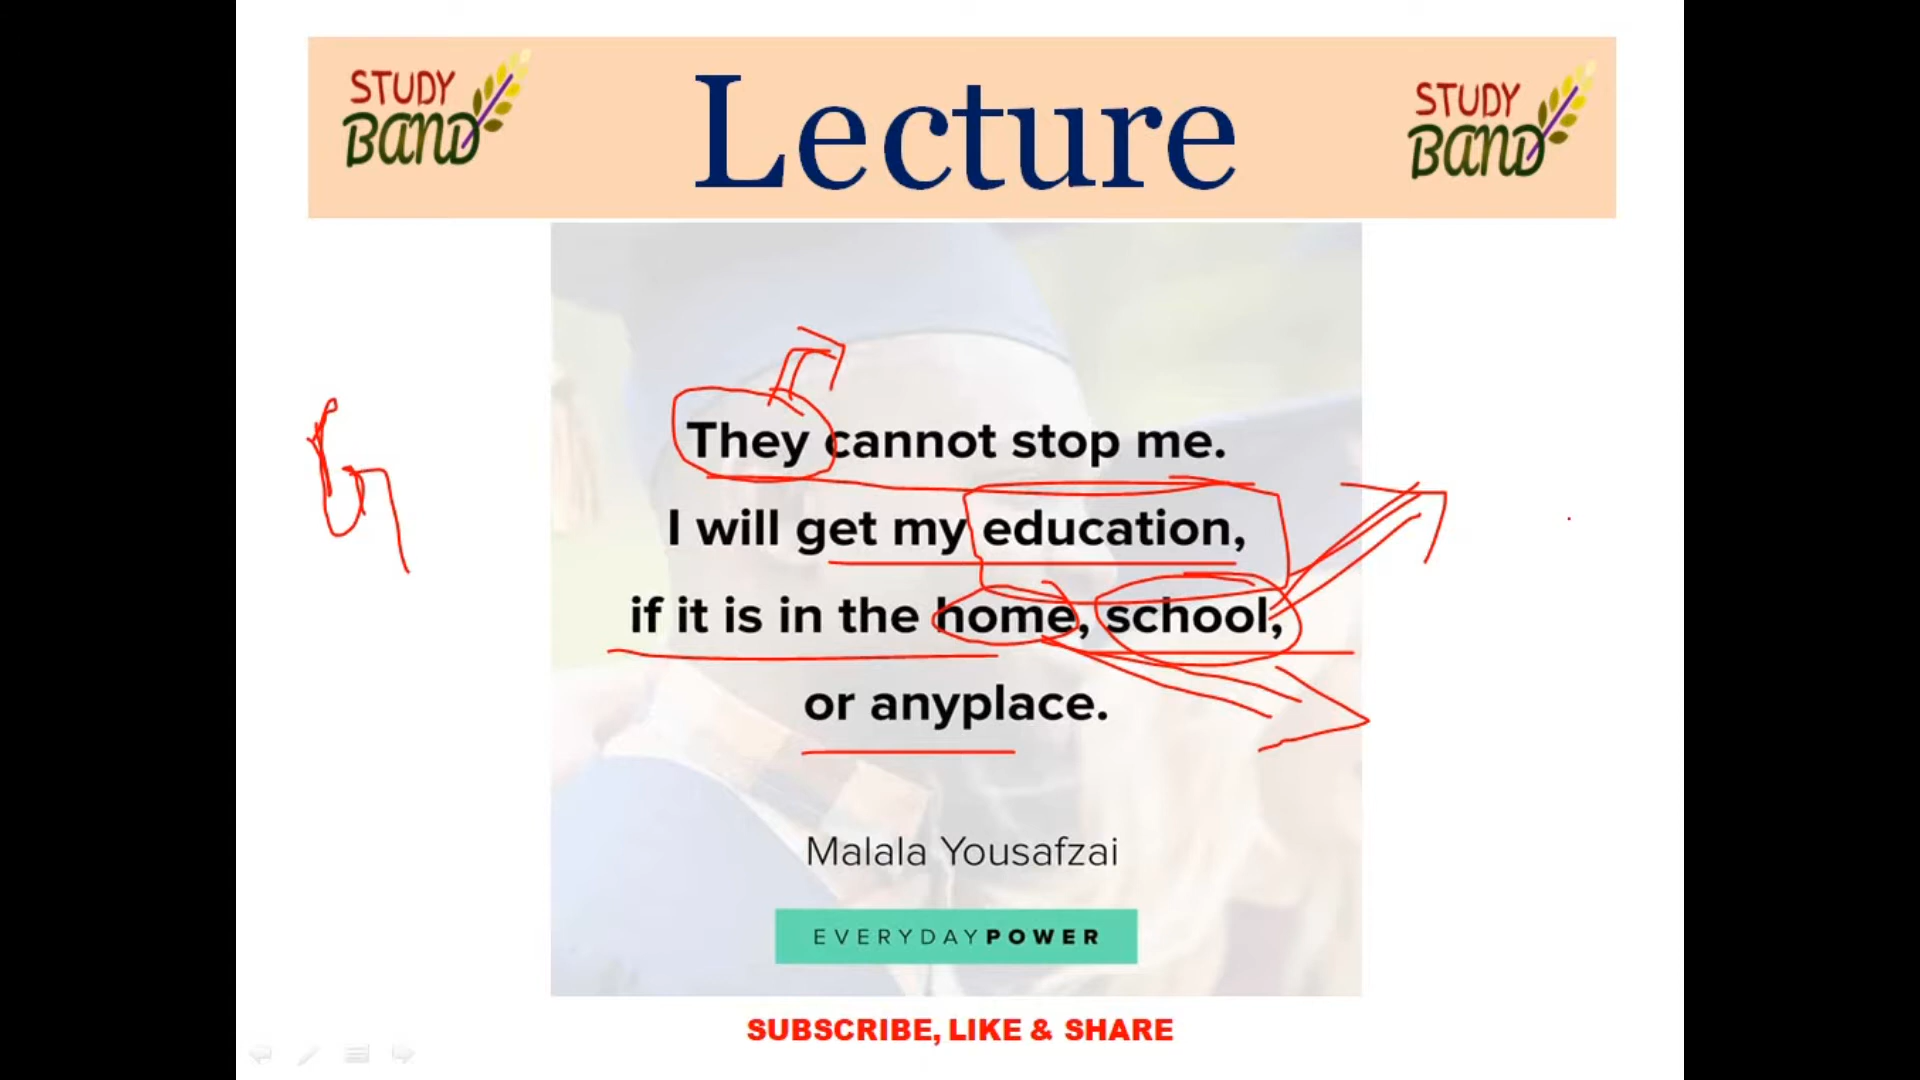 STUDY
BAND
Lecture
STUDY
BAND
They cannot stop me.
I will get my education,
if it is in the home, school,
or anyplace.
Malala Yousafzai
EVERYDAYPOWER
SUBSCRIBE, LIKE & SHARE